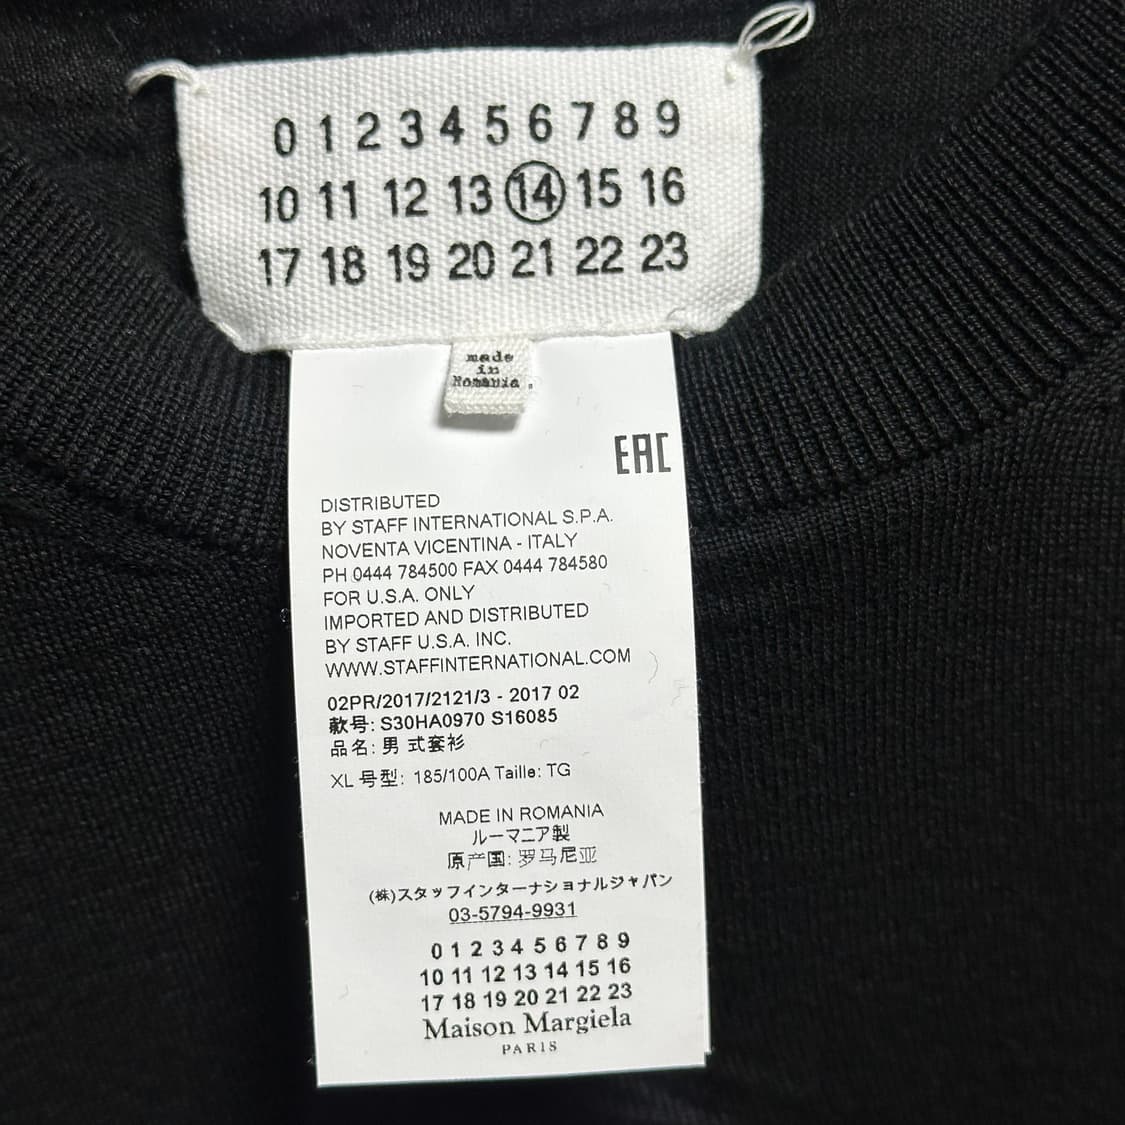 0 1 2 3 4 5 6 7 8 9
10 11 12 13 14 15 16
17 18 19 20 21 22 23
made
in
Romania.
EAC
DISTRIBUTED
BY STAFF INTERNATIONAL S.P.A.
NOVENTA VICENTINA - ITALY
PH 0444 784500 FAX 0444 784580
FOR U.S.A. ONLY
IMPORTED AND DISTRIBUTED
BY STAFF U.S.A. INC.
WWW.STAFFINTERNATIONAL.COM
02PR/2017/2121/3 - 2017 02
款号: S30HA0970 S16085
品名: 男 式套衫
XL 号型: 185/100A Taille: TG
MADE IN ROMANIA
ルーマニア製
原产国: 罗马尼亚
(株)スタッフインターナショナルジャパン
03-5794-9931
0 1 2 3 4 5 6 7 8 9
10 11 12 13 14 15 16
17 18 19 20 21 22 23
Maison Margiela
PARIS